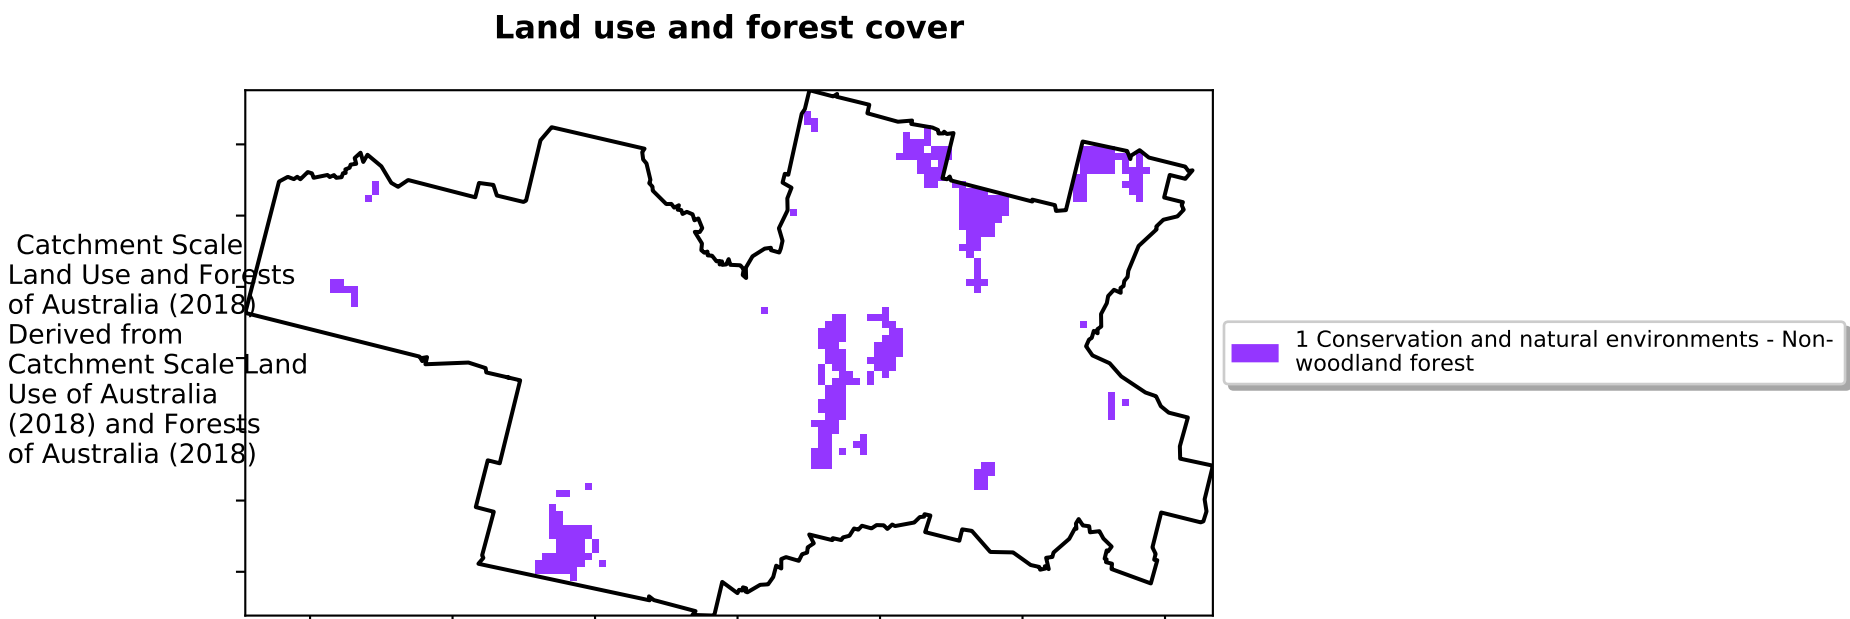 Land use and forest cover
Catchment Scale
Land Use and Forests
of Australia (2018)
Derived from
Catchment Scale Land
Use of Australia
(2018) and Forests
of Australia (2018)
1 Conservation and natural environments - Non-
woodland forest